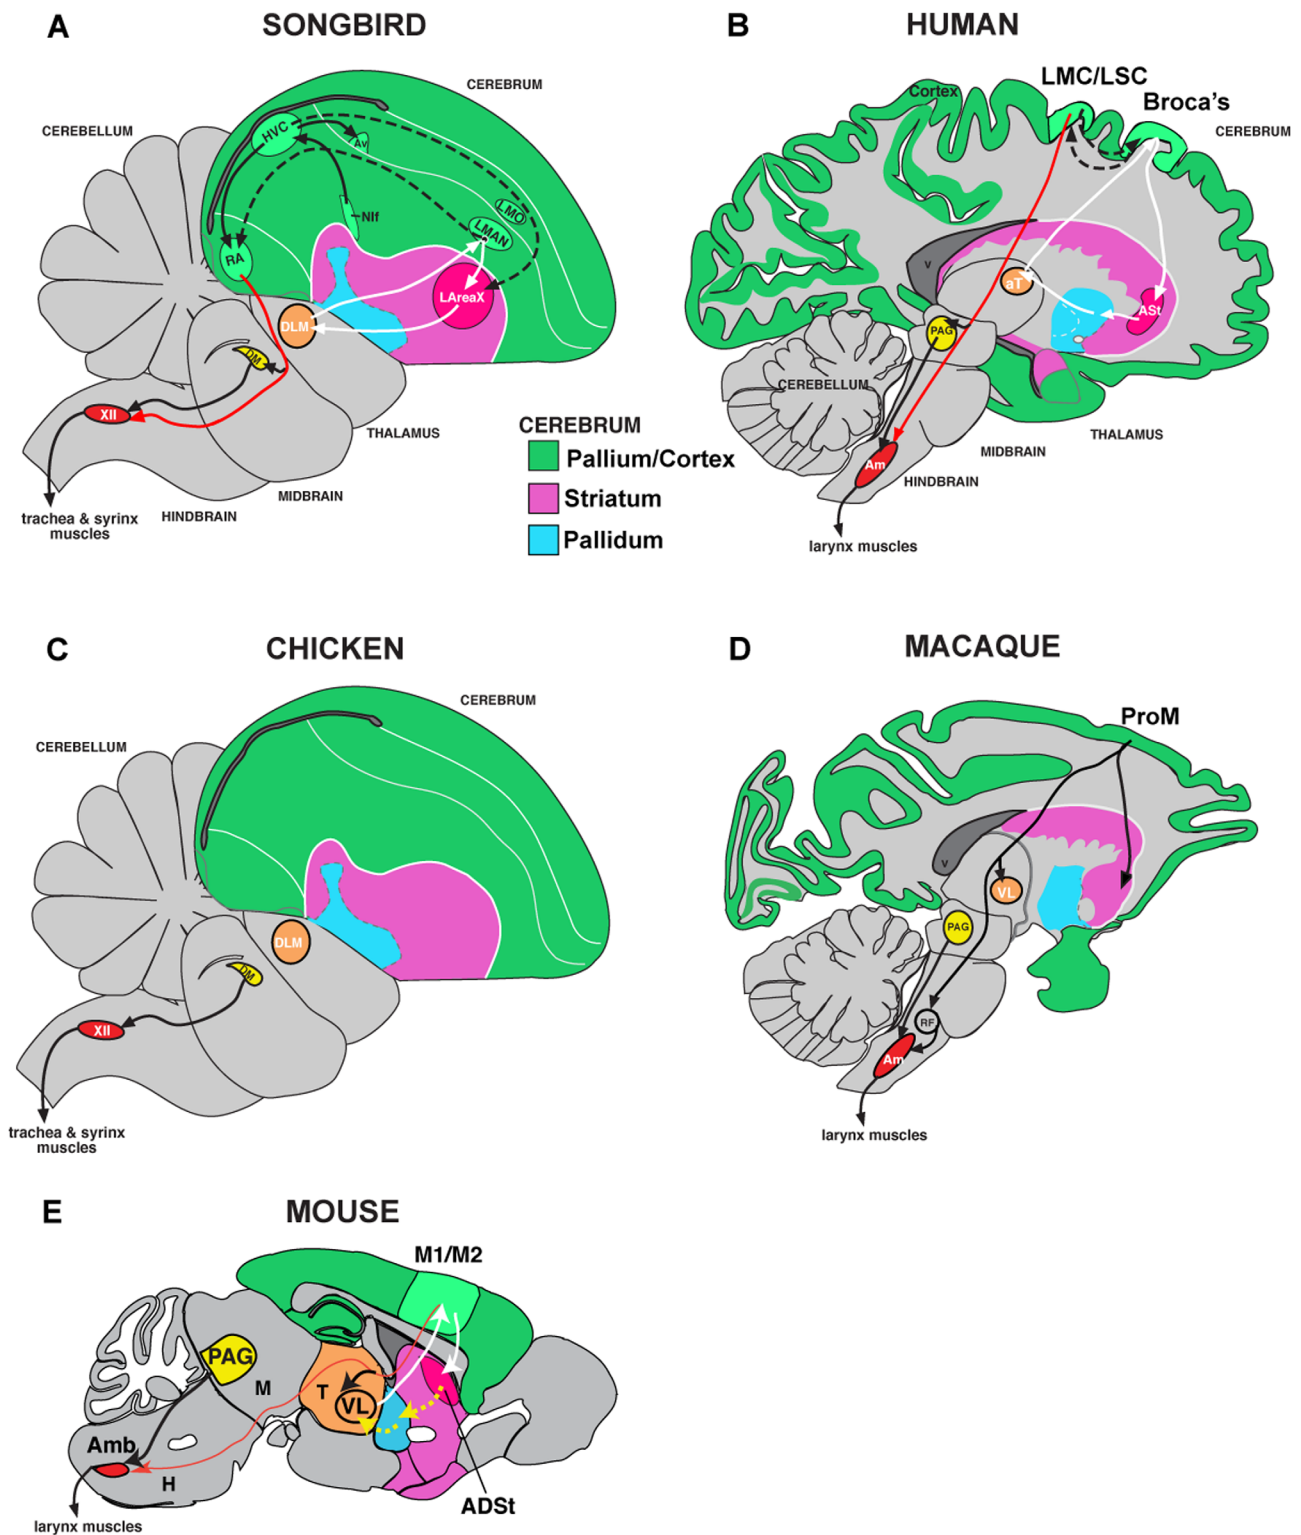 A
SONGBIRD
CEREBRUM
CEREBELLUM
HVC
Av
NIf
LMO
LMAN
RA
LAreaX
DLM
DM
XII
THALAMUS
MIDBRAIN
HINDBRAIN
trachea & syrinx
muscles
B
HUMAN
LMC/LSC
Cortex
Broca's
CEREBRUM
V
aT
ASt
PAG
CEREBELLUM
THALAMUS
MIDBRAIN
Am
HINDBRAIN
larynx muscles
CEREBRUM
Pallium/Cortex
Striatum
Pallidum
C
CHICKEN
CEREBRUM
CEREBELLUM
DLM
DM
XII
trachea & syrinx
muscles
D
MACAQUE
ProM
V
VL
PAG
RF
Am
larynx muscles
E
MOUSE
M1/M2
PAG
M
T
VL
Amb
H
ADSt
larynx muscles